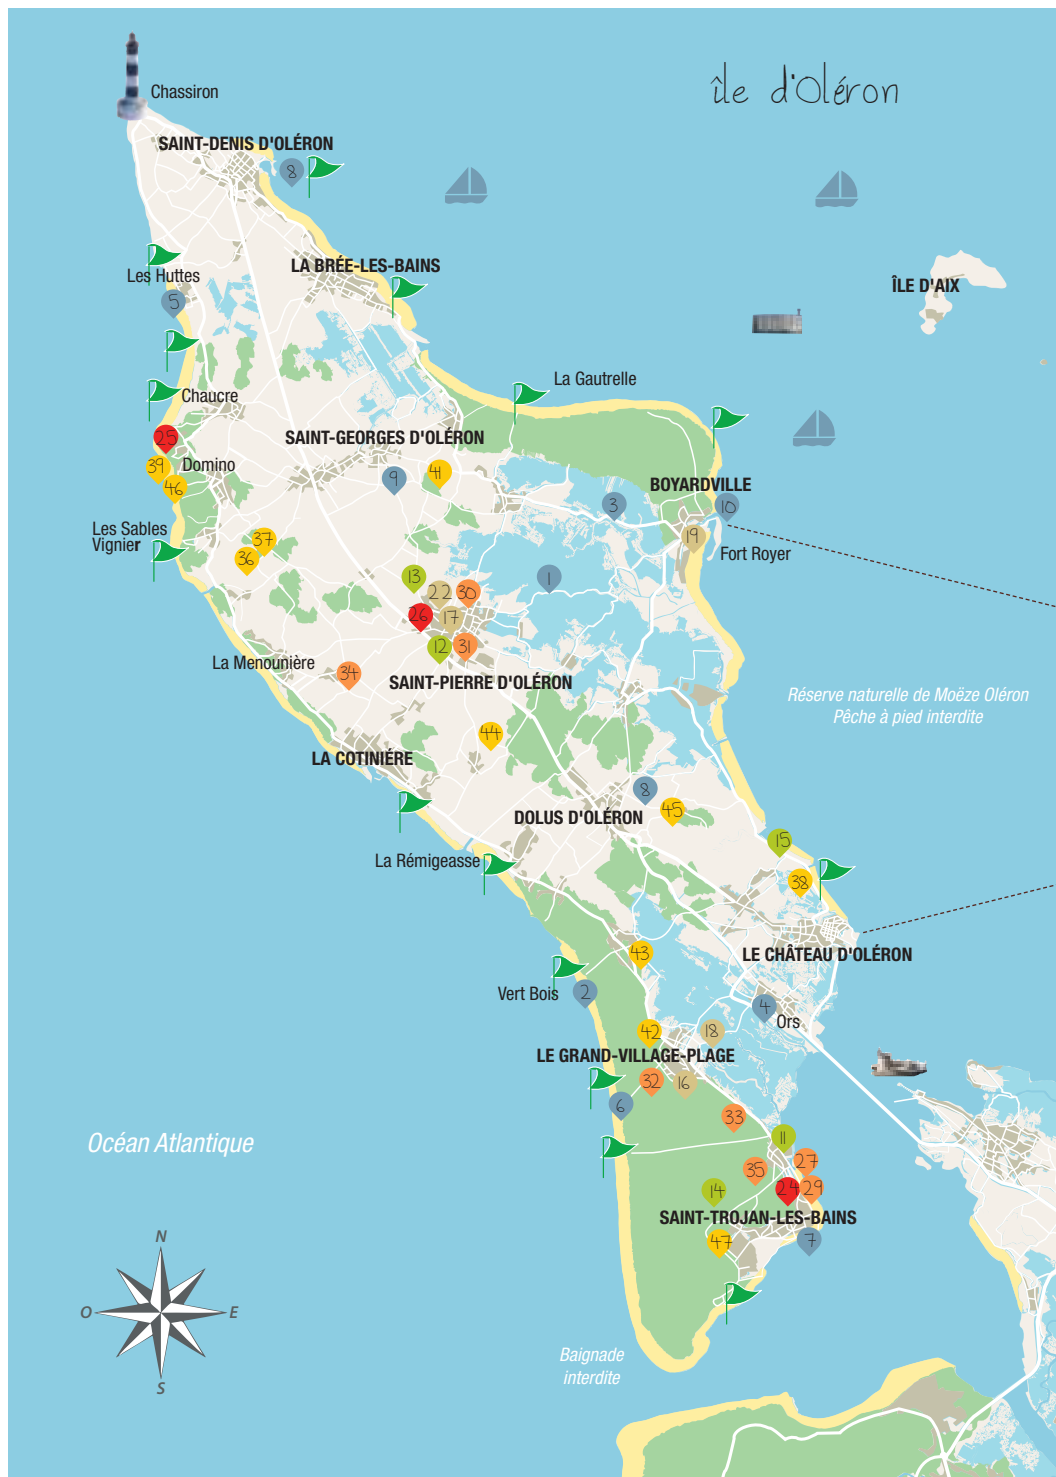 île d'Oléron
Chassiron
SAINT-DENIS D'OLÉRON
8
LA BRÉE-LES-BAINS
Les Huttes
ÎLE D'AIX
5
La Gautrelle
Chaucre
25
SAINT-GEORGES D'OLÉRON
39
Domino
41
46
9
BOYARDVILLE
3
10
Les Sables
Vignier
37
19
36
Fort Royer
13
1
22
30
26
17
12
31
La Menounière
34
SAINT-PIERRE D'OLÉRON
Réserve naturelle de Moëze Oléron
Pêche à pied interdite
44
LA COTINIÉRE
8
45
DOLUS D'OLÉRON
15
La Rémigeasse
38
43
LE CHÂTEAU D'OLÉRON
Vert Bois
2
4
Ors
42
18
LE GRAND-VILLAGE-PLAGE
32
16
6
33
Océan Atlantique
11
27
35
14
24
29
SAINT-TROJAN-LES-BAINS
47
7
N
O
E
S
Baignade
interdite